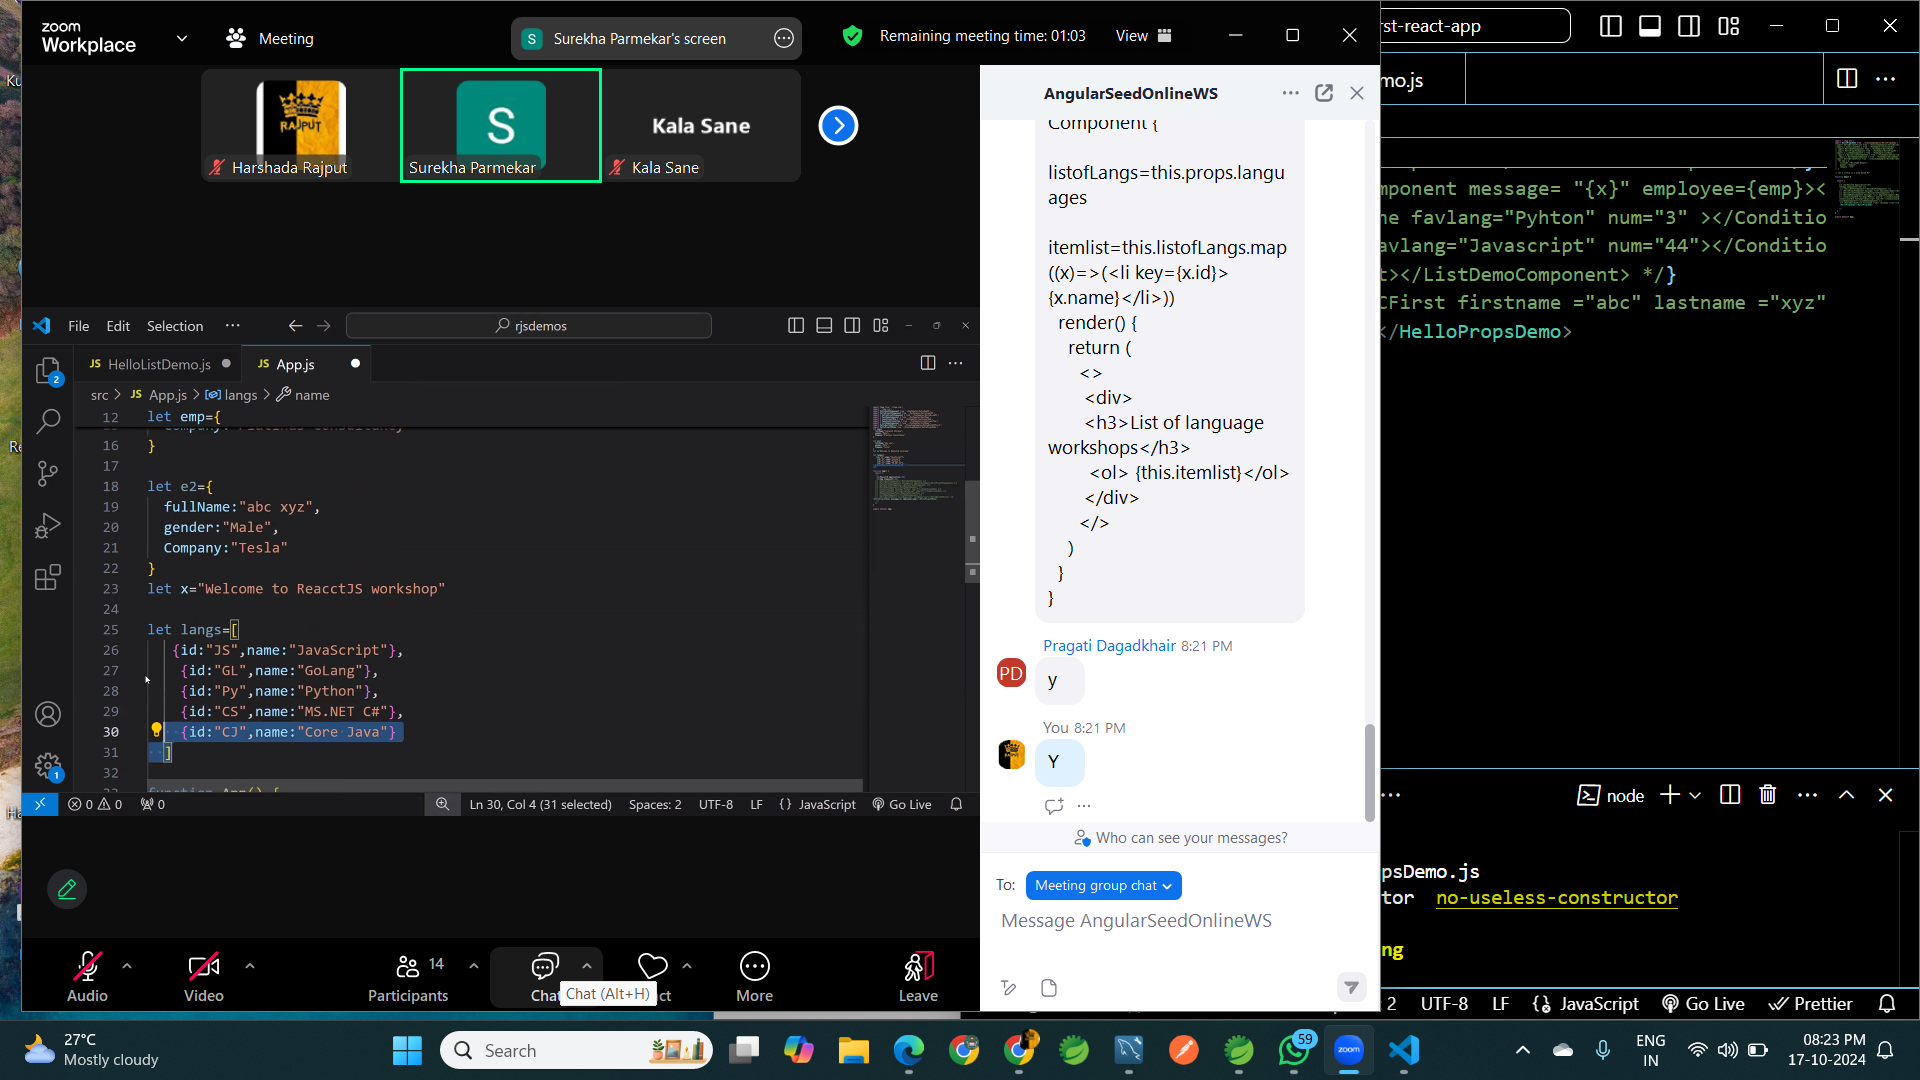 zoom
Workplace
Meeting
S Surekha Parmekar's screen
Remaining meeting time: 01:03
View
RAJPUT
Harshada Rajput
S
Surekha Parmekar
Kala Sane
Kala Sane
File Edit Selection
rjsdemos
JS HelloListDemo.js
JS App.js
src > JS App.js > langs > name
12 let emp={
16 }
17
18 let e2={
19 fullName:"abc xyz",
20 gender:"Male",
21 Company:"Tesla"
22 }
23 let x="Welcome to ReacctJS workshop"
24
25 let langs=[
26 {id:"JS",name:"JavaScript"},
27 {id:"GL",name:"GoLang"},
28 {id:"Py",name:"Python"},
29 {id:"CS",name:"MS.NET C#"},
30 {id:"CJ",name:"Core Java"}
31 ]
32
0 0 0
Ln 30, Col 4 (31 selected) Spaces: 2 UTF-8 LF {} JavaScript Go Live
Audio
Video
14
Participants
Chat (Alt+H)
More
Leave
AngularSeedOnlineWS
Component {
listofLangs=this.props.langu
ages
itemlist=this.listofLangs.map
((x)=>(<li key={x.id}>
{x.name}</li>))
render() {
return (
<>
<div>
<h3>List of language
workshops</h3>
<ol> {this.itemlist}</ol>
</div>
</>
)
}
}
Pragati Dagadkhair 8:21 PM
PD
y
You 8:21 PM
Y
Who can see your messages?
To: Meeting group chat
Message AngularSeedOnlineWS
rst-react-app
mo.js
mponent message= "{x}" employee={emp}><
ne favlang="Pyhton" num="3" ></Conditio
avlang="Javascript" num="44"></Conditio
t></ListDemoComponent> */}
CFirst firstname ="abc" lastname ="xyz"
</HelloPropsDemo>
node
psDemo.js
tor no-useless-constructor
ng
2 UTF-8 LF {} JavaScript Go Live Prettier
27°C
Mostly cloudy
Search
59
zoom
ENG
IN
08:23 PM
17-10-2024